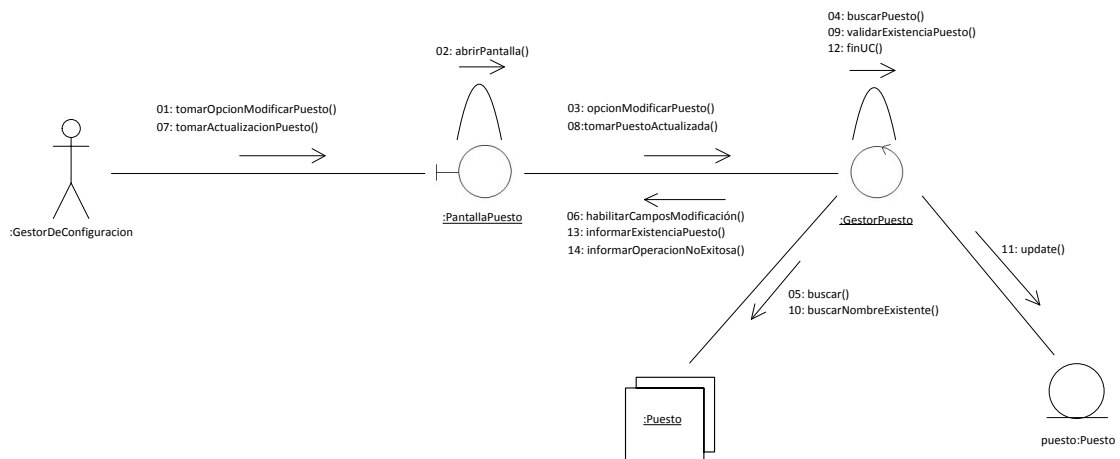 04: buscarPuesto()
09: validarExistenciaPuesto()
12: finUC()
02: abrirPantalla()
01: tomarOpcionModificarPuesto()
07: tomarActualizacionPuesto()
03: opcionModificarPuesto()
08:tomarPuestoActualizada()
:PantallaPuesto
:GestorPuesto
:GestorDeConfiguracion
06: habilitarCamposModificación()
13: informarExistenciaPuesto()
14: informarOperacionNoExitosa()
11: update()
05: buscar()
10: buscarNombreExistente()
:Puesto
puesto:Puesto